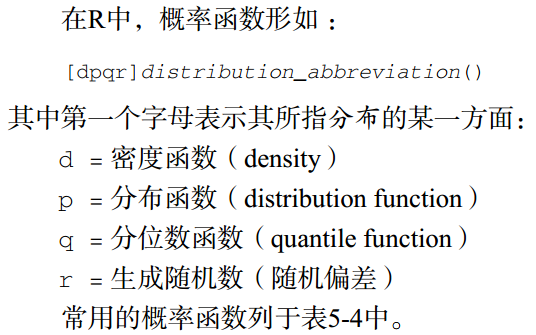 在R中，概率函数形如：
[dpqr]distribution_abbreviation()
其中第一个字母表示其所指分布的某一方面：
d = 密度函数（density）
p = 分布函数（distribution function）
q = 分位数函数（quantile function）
r = 生成随机数（随机偏差）
常用的概率函数列于表5-4中。